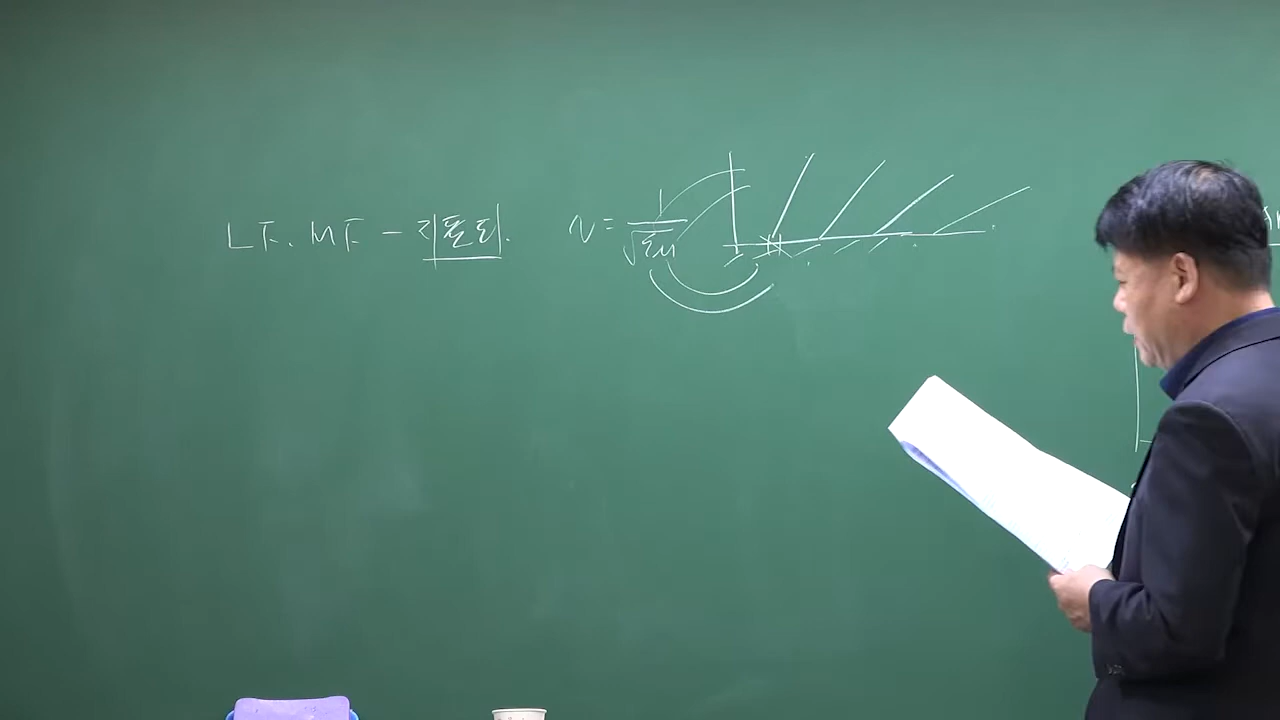 LF. MF - 지표파.
v = 1/√εμ